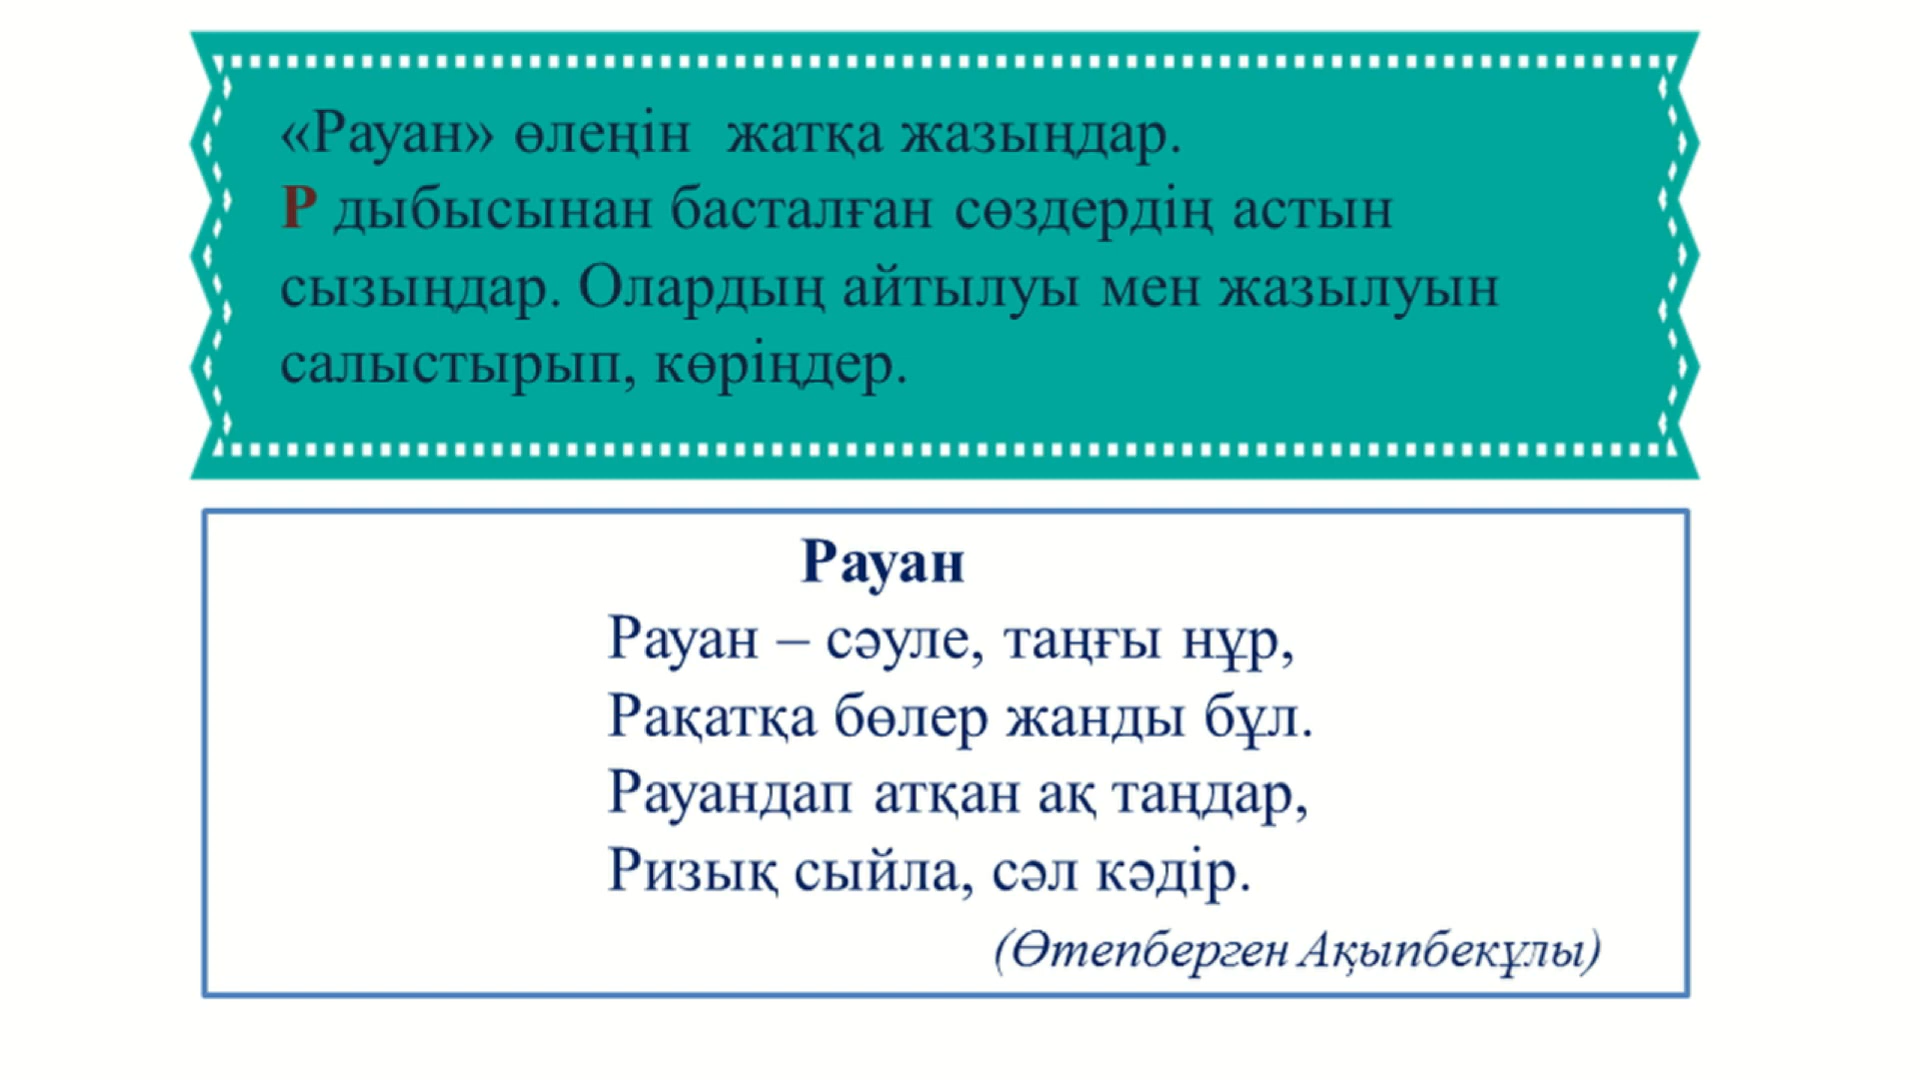 «Рауан» өлеңін жатқа жазыңдар.
Р дыбысынан басталған сөздердің астын
сызыңдар. Олардың айтылуы мен жазылуын
салыстырып, көріңдер.
Рауан
Рауан – сәуле, таңғы нұр,
Рақатқа бөлер жанды бұл.
Рауандап атқан ақ таңдар,
Ризық сыйла, сәл кәдір.
(Өтепберген Ақыпбекұлы)